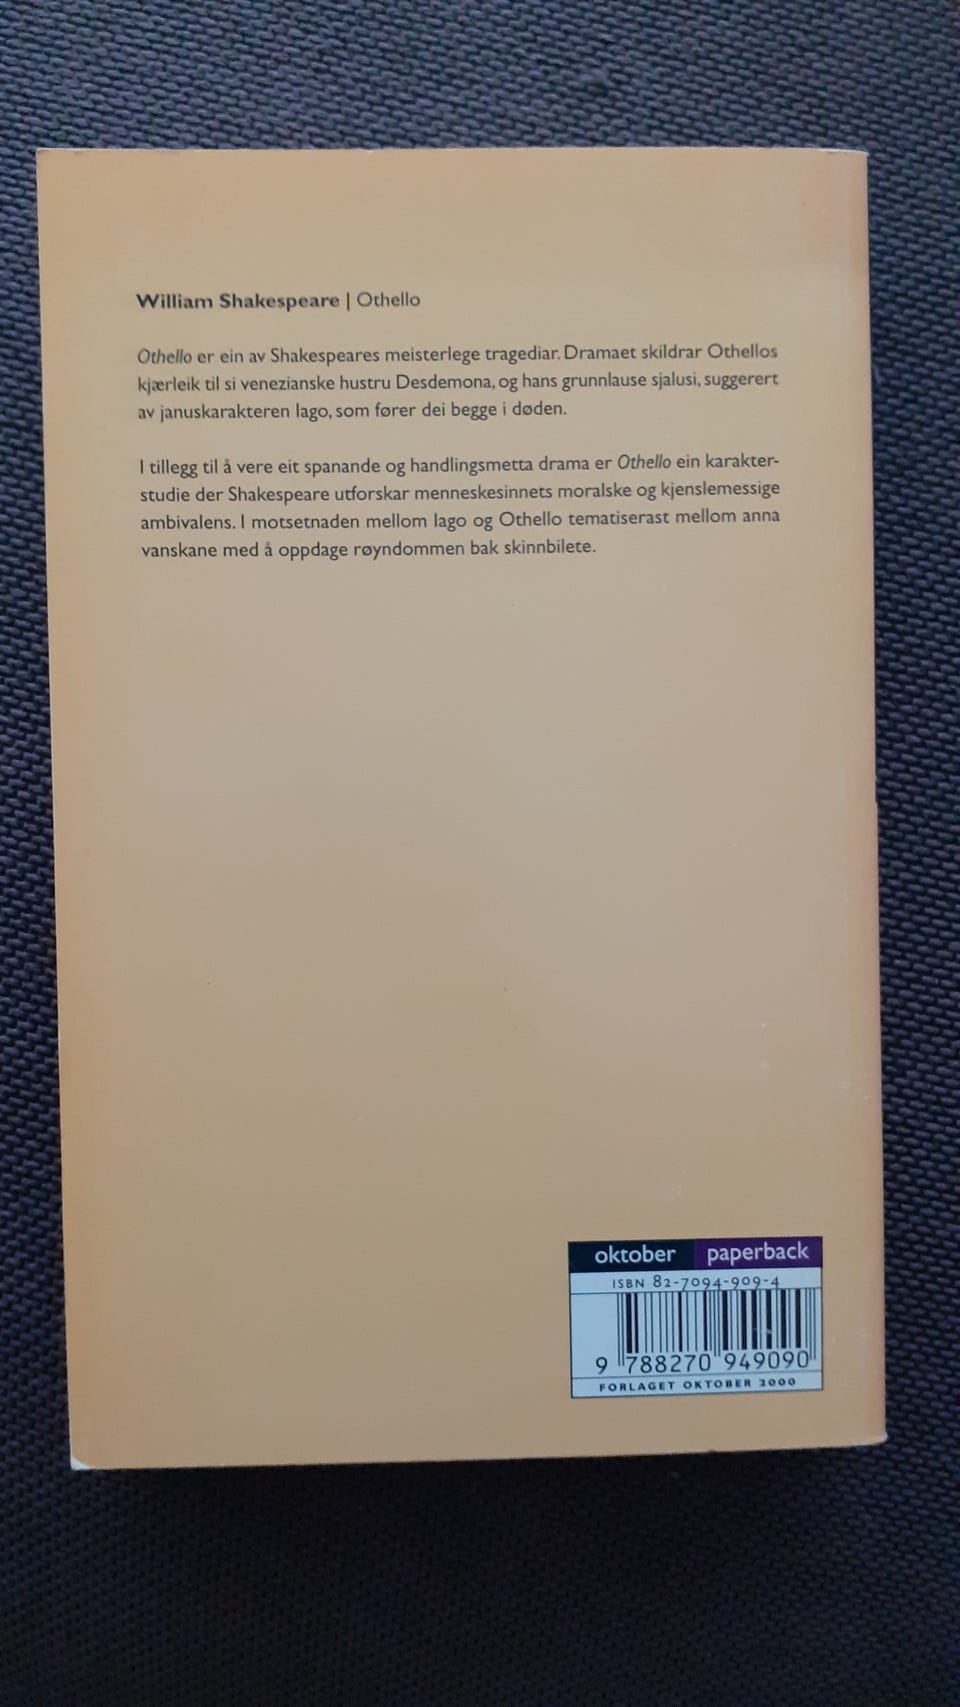 William Shakespeare | Othello
Othello er ein av Shakespeares meisterlege tragediar. Dramaet skildrar Othellos
kjærleik til si venezianske hustru Desdemona, og hans grunnlause sjalusi, suggerert
av januskarakteren Iago, som fører dei begge i døden.
I tillegg til å vere eit spanande og handlingsmetta drama er Othello ein karakter-
studie der Shakespeare utforskar menneskesinnets moralske og kjenslemessige
ambivalens. I motsetnaden mellom Iago og Othello tematiserast mellom anna
vanskane med å oppdage røyndommen bak skinnbilete.
oktober paperback
ISBN 82-7094-909-4
9 788270 949090
FORLAGET OKTOBER 2000